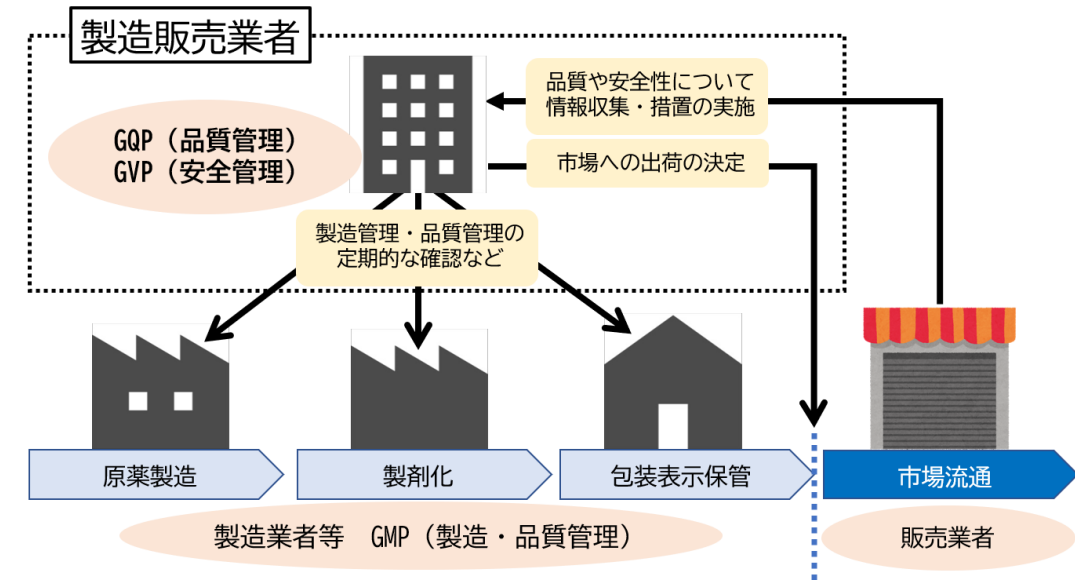 製造販売業者
GQP（品質管理）
GVP（安全管理）
品質や安全性について
情報収集・措置の実施
市場への出荷の決定
製造管理・品質管理の
定期的な確認など
原薬製造
製剤化
包装表示保管
市場流通
製造業者等　GMP（製造・品質管理）
販売業者